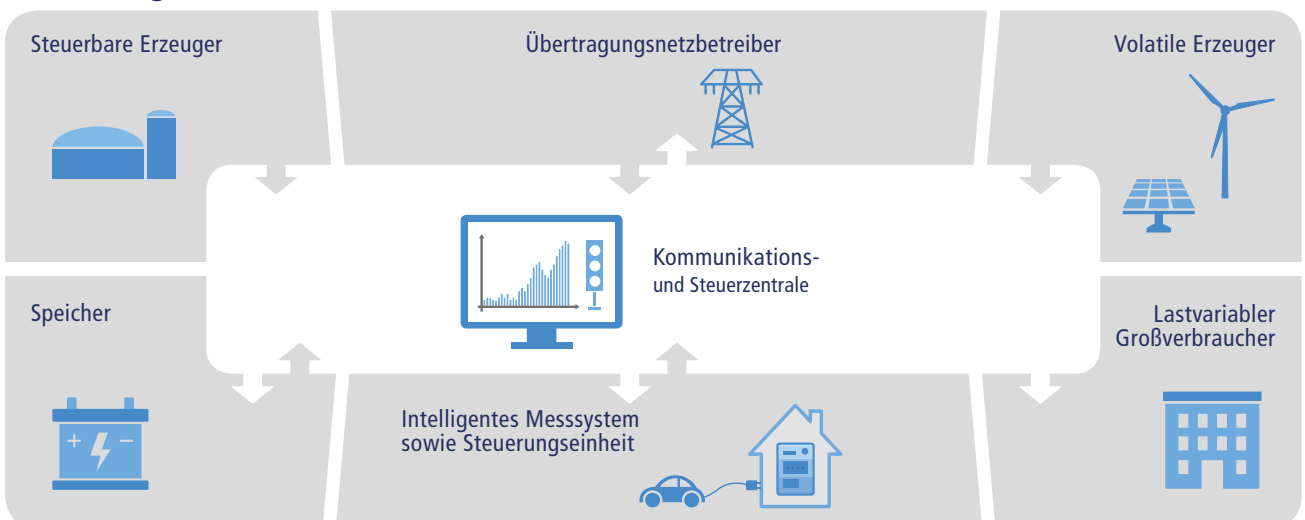 Steuerbare Erzeuger
Übertragungsnetzbetreiber
Volatile Erzeuger
Kommunikations-
und Steuerzentrale
Speicher
Lastvariabler
Großverbraucher
Intelligentes Messsystem
sowie Steuerungseinheit
+ −